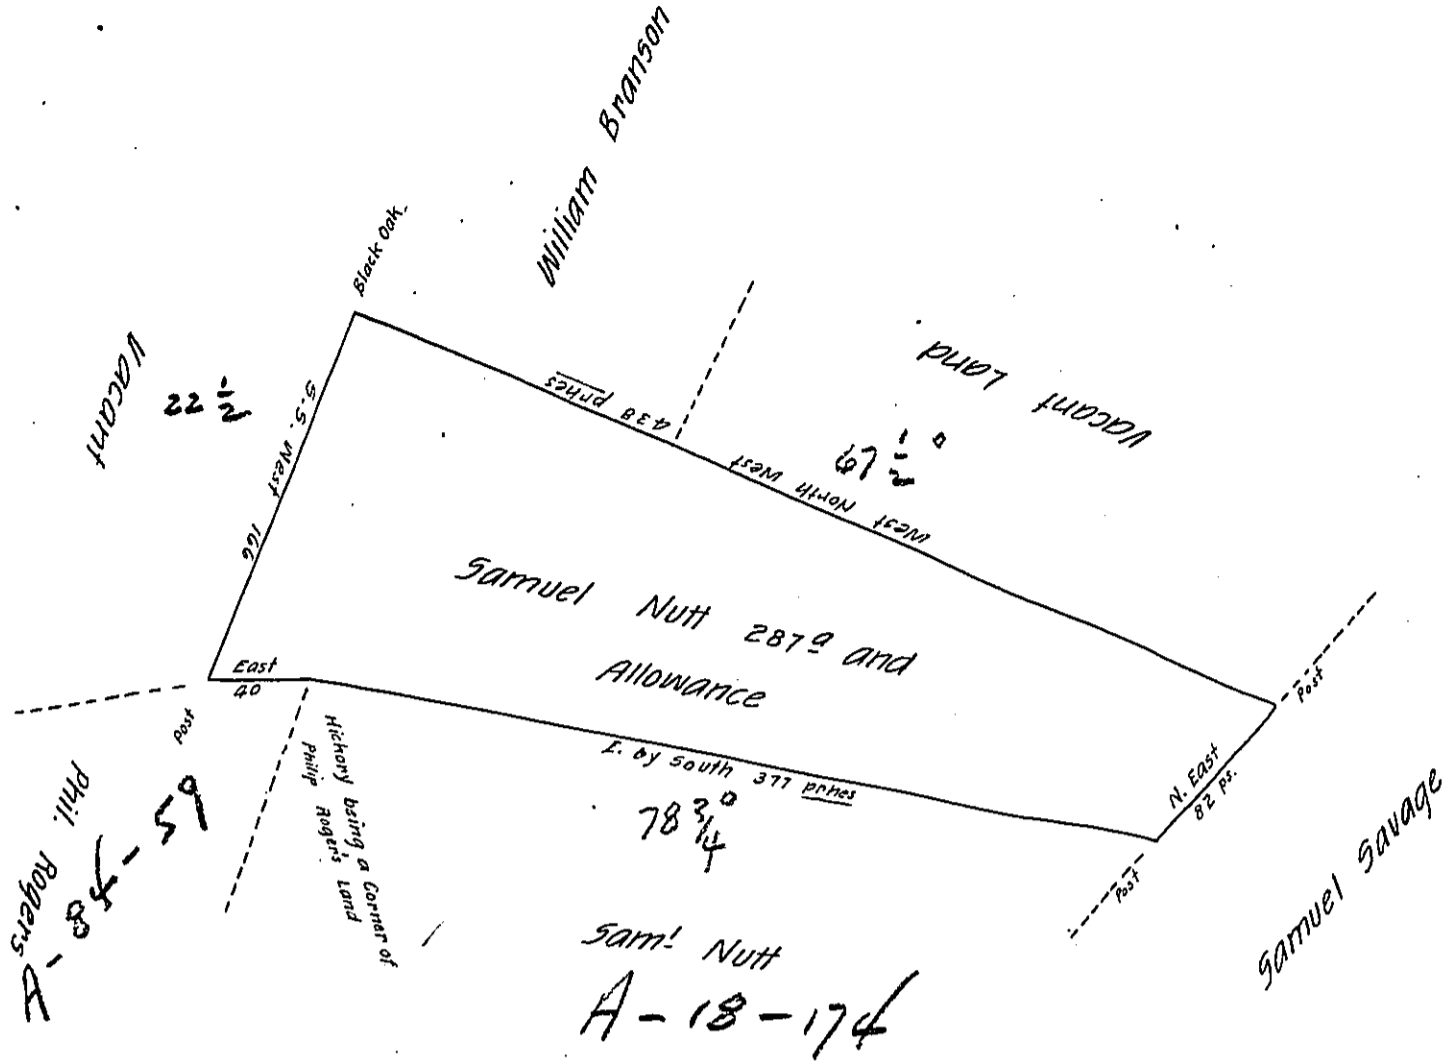 William Branson
Black Oak
Vacant
22 1/2
S.S. West 166
438 prhes
West North West
67 1/2°
Vacant Land
Samuel Nutt 287a and
Allowance
East
40
Post
Hickory being a Corner of
Philip Rogers Land
E. by South 377 prhes
78 3/4°
N. East
82 ps.
Post
Post
Phil. Rogers
A-84-59
Saml Nutt
A-18-174
Samuel Savage